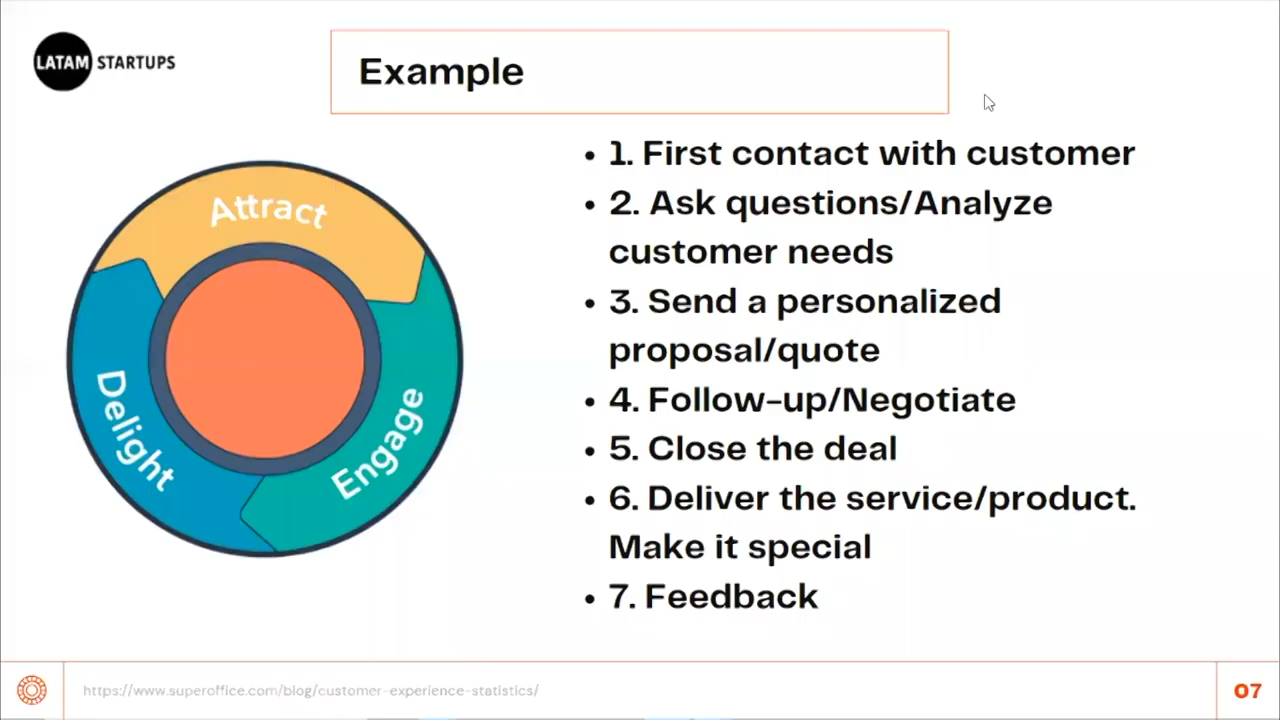 LATAM STARTUPS
Example
Attract
Engage
Delight
• 1. First contact with customer
• 2. Ask questions/Analyze
customer needs
• 3. Send a personalized
proposal/quote
• 4. Follow-up/Negotiate
• 5. Close the deal
• 6. Deliver the service/product.
Make it special
• 7. Feedback
https://www.superoffice.com/blog/customer-experience-statistics/
07